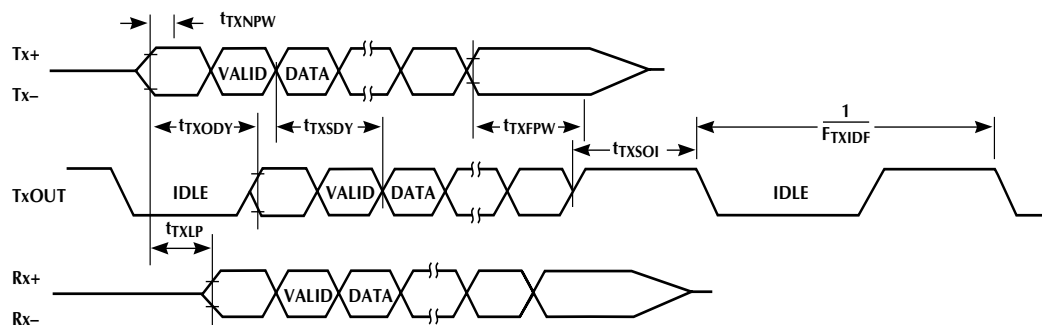 tTXNPW
Tx+
VALID DATA
Tx–
tTXODY tTXSDY tTXFPW 1
FTXIDF
tTXSOI
TxOUT IDLE VALID DATA IDLE
tTXLP
Rx+
VALID DATA
Rx–